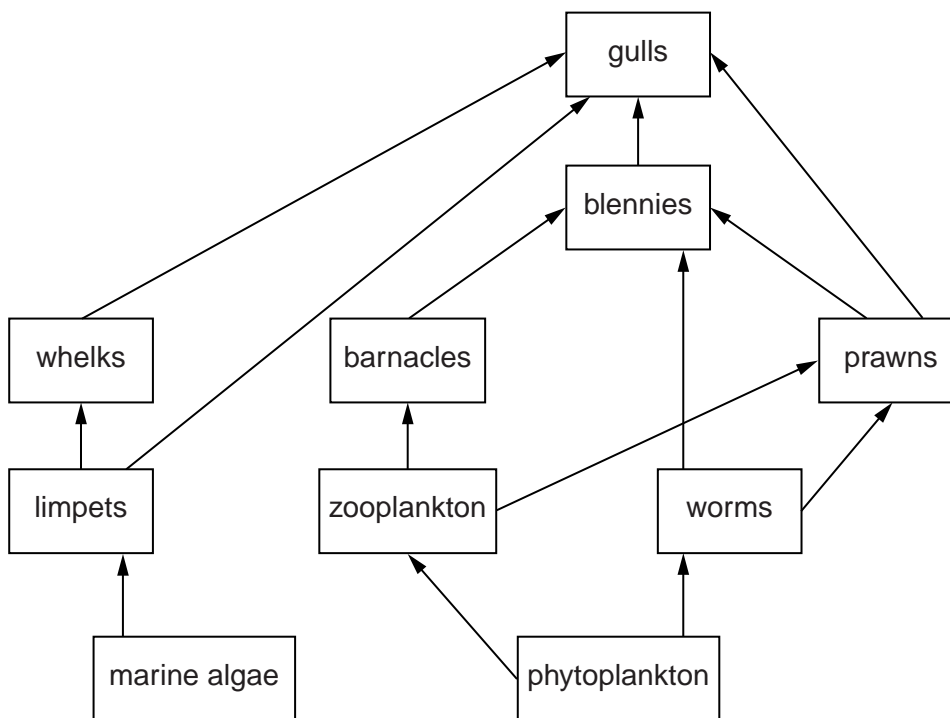 gulls
blennies
whelks
barnacles
prawns
limpets
zooplankton
worms
marine algae
phytoplankton